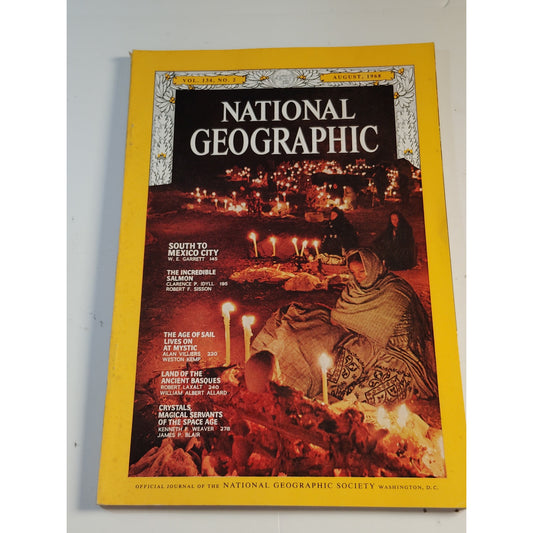 VOL. 134, NO. 2 AUGUST, 1968
NATIONAL
GEOGRAPHIC
SOUTH TO
MEXICO CITY
W. E. GARRETT 145
THE INCREDIBLE
SALMON
CLARENCE P. IDYLL 195
ROBERT F. SISSON
THE AGE OF SAIL
LIVES ON
AT MYSTIC
ALAN VILLIERS 220
WESTON KEMP
LAND OF THE
ANCIENT BASQUES
ROBERT LAXALT 240
WILLIAM ALBERT ALLARD
CRYSTALS,
MAGICAL SERVANTS
OF THE SPACE AGE
KENNETH F. WEAVER 278
JAMES P. BLAIR
OFFICIAL JOURNAL OF THE NATIONAL GEOGRAPHIC SOCIETY WASHINGTON, D.C.